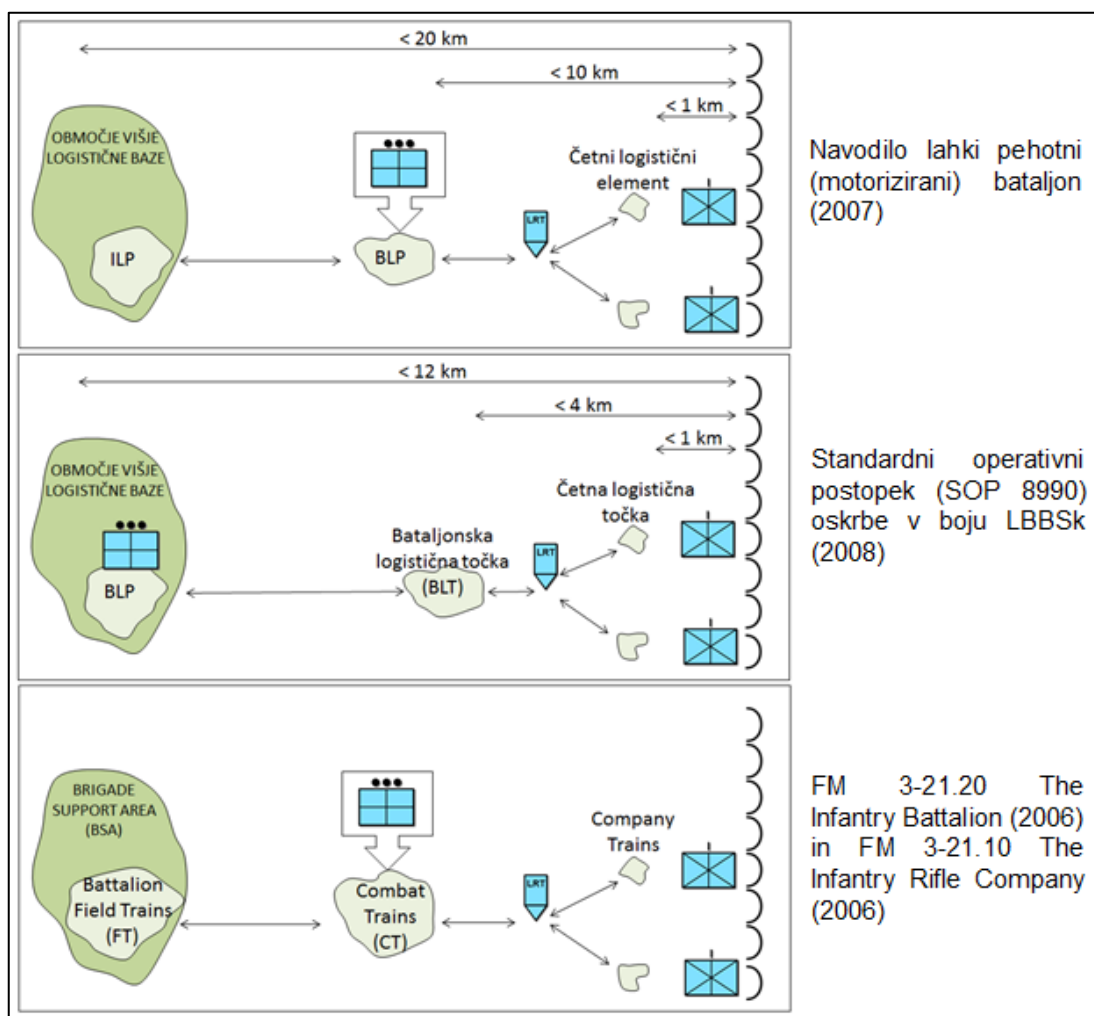 < 20 km
< 10 km
< 1 km
OBMOČJE VIŠJE
LOGISTIČNE BAZE
ILP
BLP
LRT
Četni logistični
element
Navodilo lahki pehotni
(motorizirani) bataljon
(2007)
< 12 km
< 4 km
< 1 km
OBMOČJE VIŠJE
LOGISTIČNE BAZE
BLP
Bataljonska
logistična točka
(BLT)
LRT
Četna logistična
točka
Standardni operativni
postopek (SOP 8990)
oskrbe v boju LBBSk
(2008)
BRIGADE
SUPPORT AREA
(BSA)
Battalion
Field Trains
(FT)
Combat
Trains
(CT)
LRT
Company
Trains
FM 3-21.20 The
Infantry Battalion (2006)
in FM 3-21.10 The
Infantry Rifle Company
(2006)